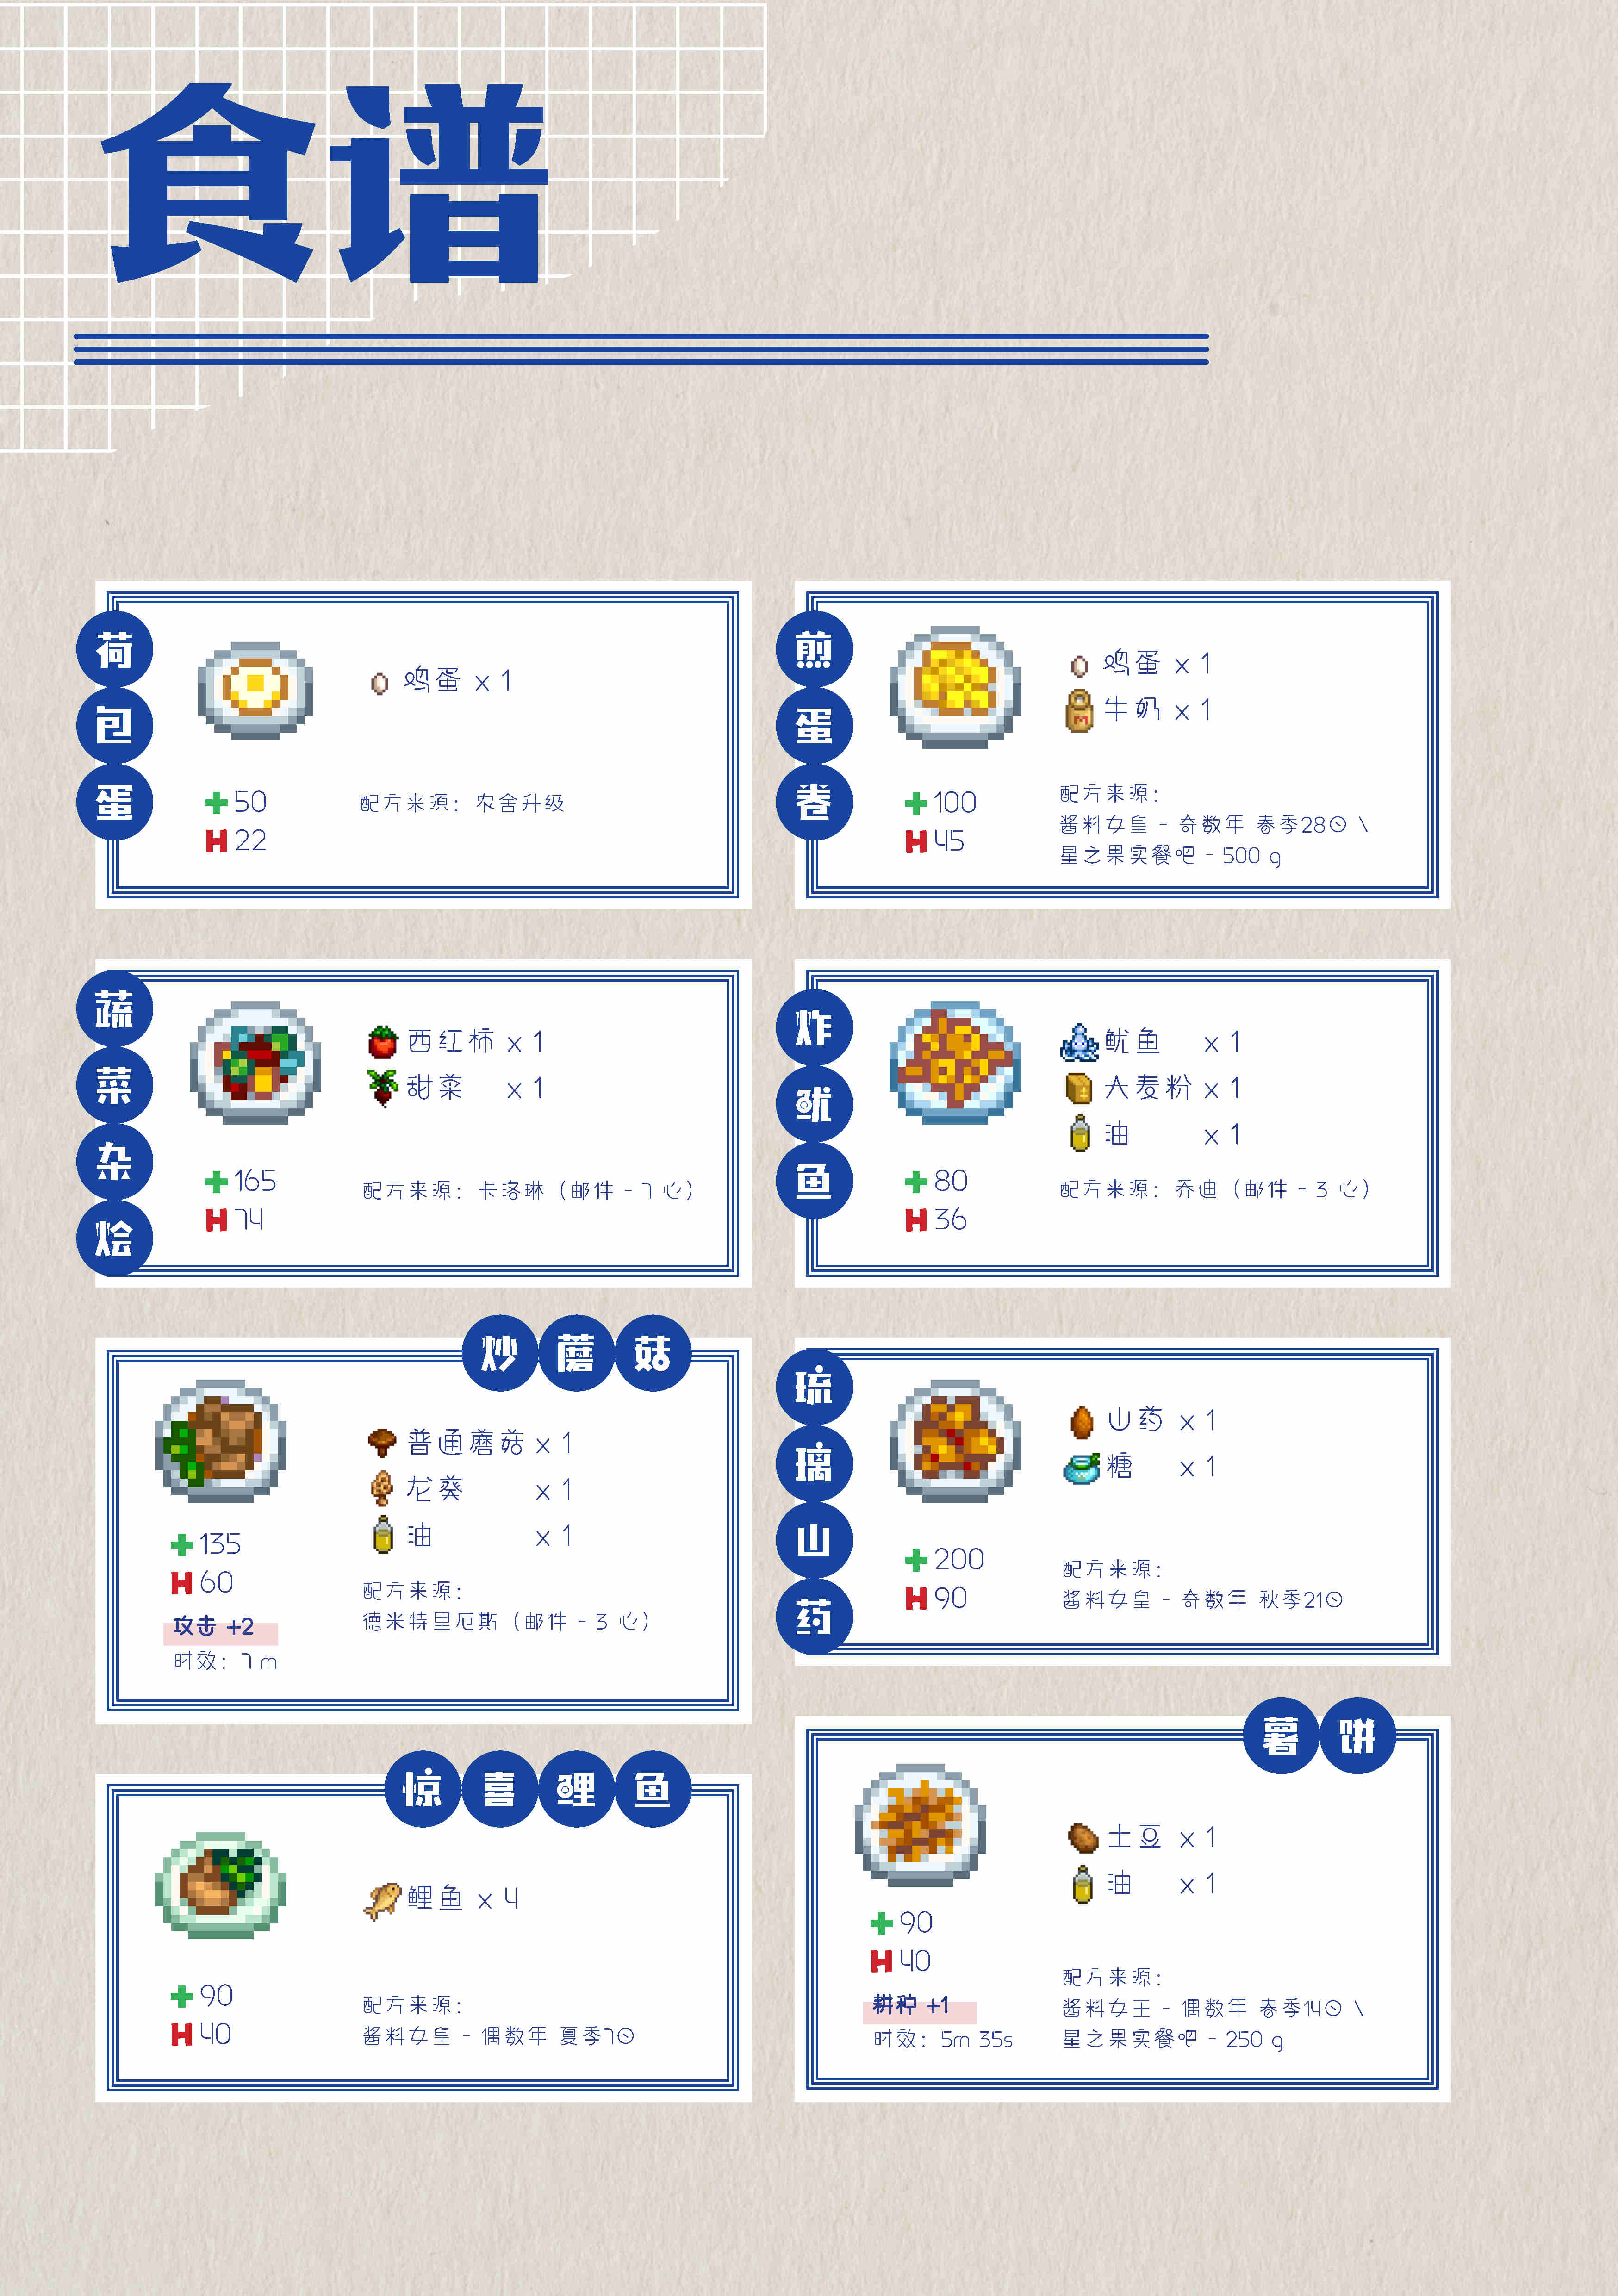 食谱
荷包蛋
鸡蛋 x 1
+50
H 22
配方来源：农舍升级
煎蛋卷
鸡蛋 x 1
牛奶 x 1
+100
H 45
配方来源：
酱料女皇 - 奇数年 春季28日 \
星之果实餐吧 - 500 g
蔬菜杂烩
西红柿 x 1
甜菜 x 1
+165
H 74
配方来源：卡洛琳（邮件 - 7 心）
炸鱿鱼
鱿鱼 x 1
大麦粉 x 1
油 x 1
+80
H 36
配方来源：乔迪（邮件 - 3 心）
炒蘑菇
普通蘑菇 x 1
龙葵 x 1
油 x 1
+135
H 60
攻击 +2
时效：7 m
配方来源：
德米特里厄斯（邮件 - 3 心）
琉璃山药
山药 x 1
糖 x 1
+200
H 90
配方来源：
酱料女皇 - 奇数年 秋季21日
惊喜鲤鱼
鲤鱼 x 4
+90
H 40
配方来源：
酱料女皇 - 偶数年 夏季7日
薯饼
土豆 x 1
油 x 1
+90
H 40
耕种 +1
时效：5m 35s
配方来源：
酱料女王 - 偶数年 春季14日 \
星之果实餐吧 - 250 g